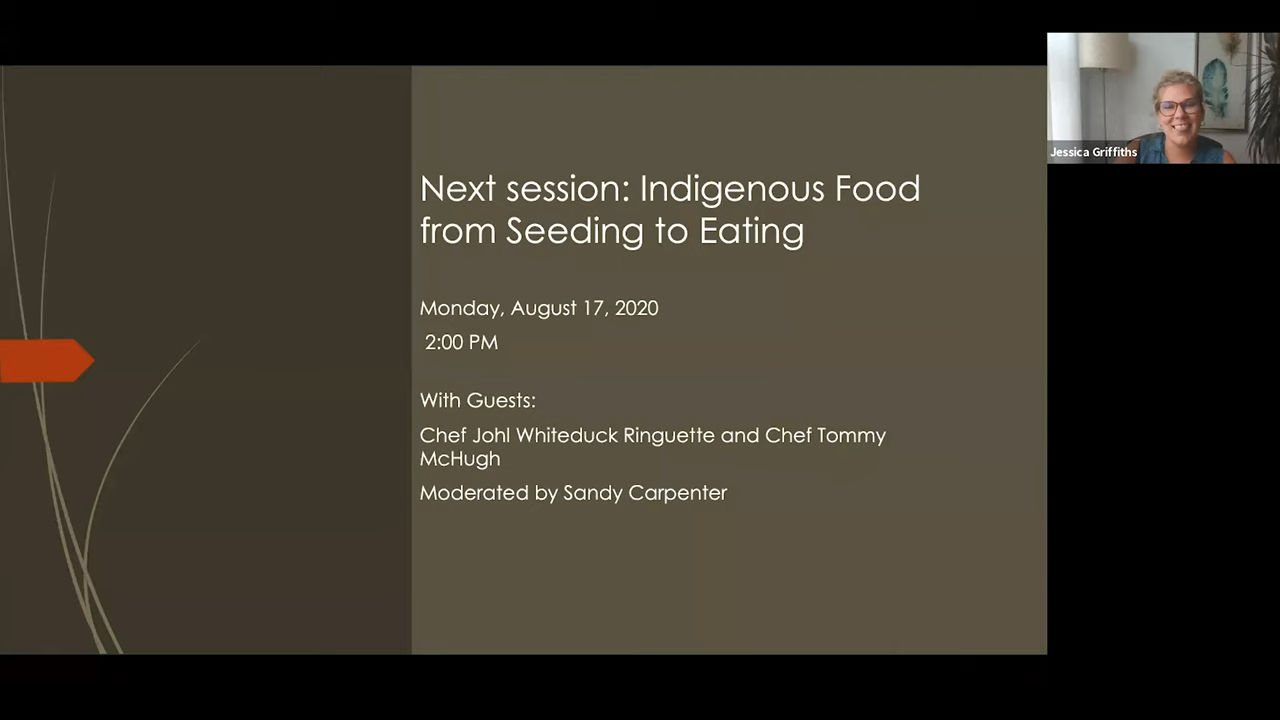 Next session: Indigenous Food
from Seeding to Eating
Monday, August 17, 2020
2:00 PM
With Guests:
Chef Johl Whiteduck Ringuette and Chef Tommy
McHugh
Moderated by Sandy Carpenter
Jessica Griffiths